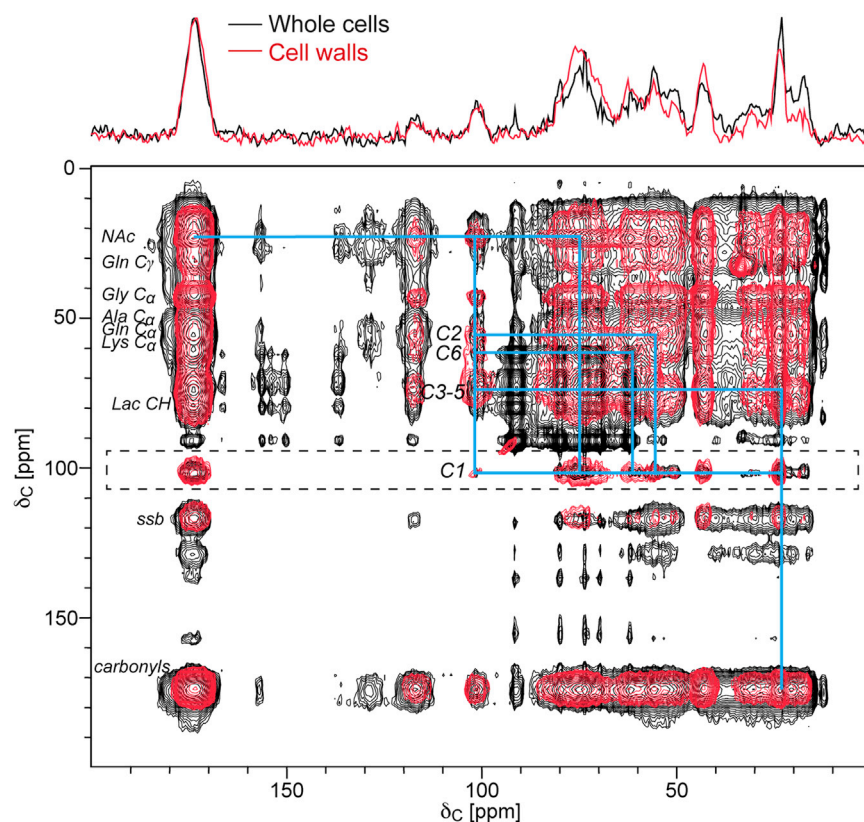 Whole cells
Cell walls
0
NAc
Gln Cγ
Gly Cα
Ala Cα
Gln Cα
Lys Cα
Lac CH
ssb
carbonyls
C2
C6
C3-5
C1
50
100
150
δC [ppm]
150
100
50
δC [ppm]